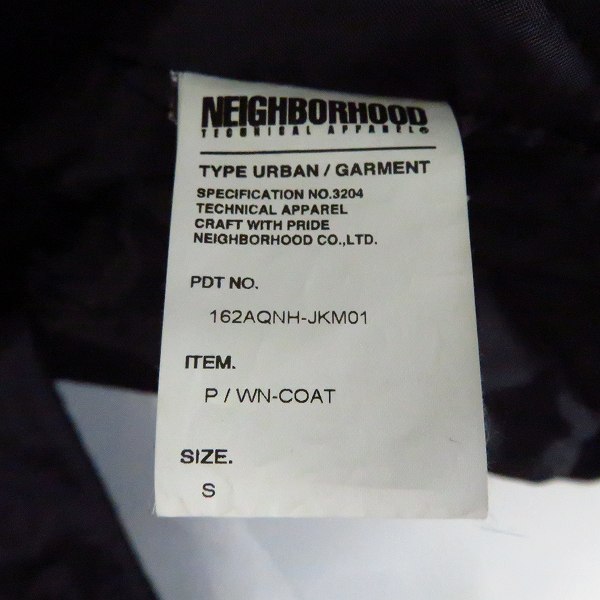 NEIGHBORHOOD
TECHNICAL APPAREL®
TYPE URBAN / GARMENT
SPECIFICATION NO.3204
TECHNICAL APPAREL
CRAFT WITH PRIDE
NEIGHBORHOOD CO.,LTD.
PDT NO.
162AQNH-JKM01
ITEM.
P / WN-COAT
SIZE.
S